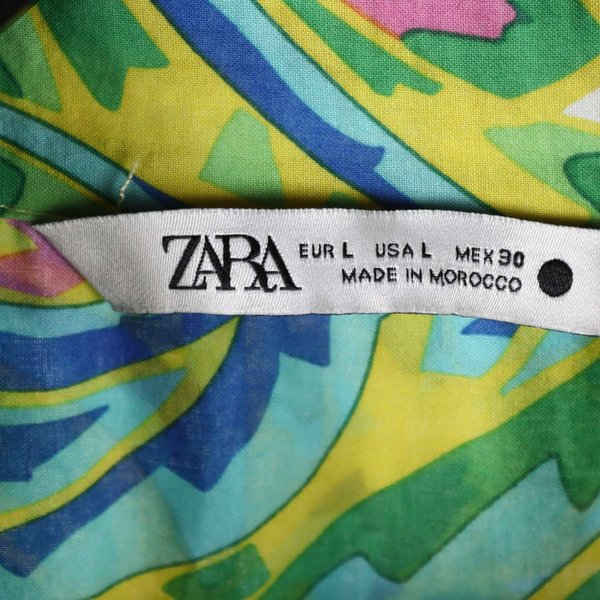 ZARA
EUR L USA L MEX 30
MADE IN MOROCCO